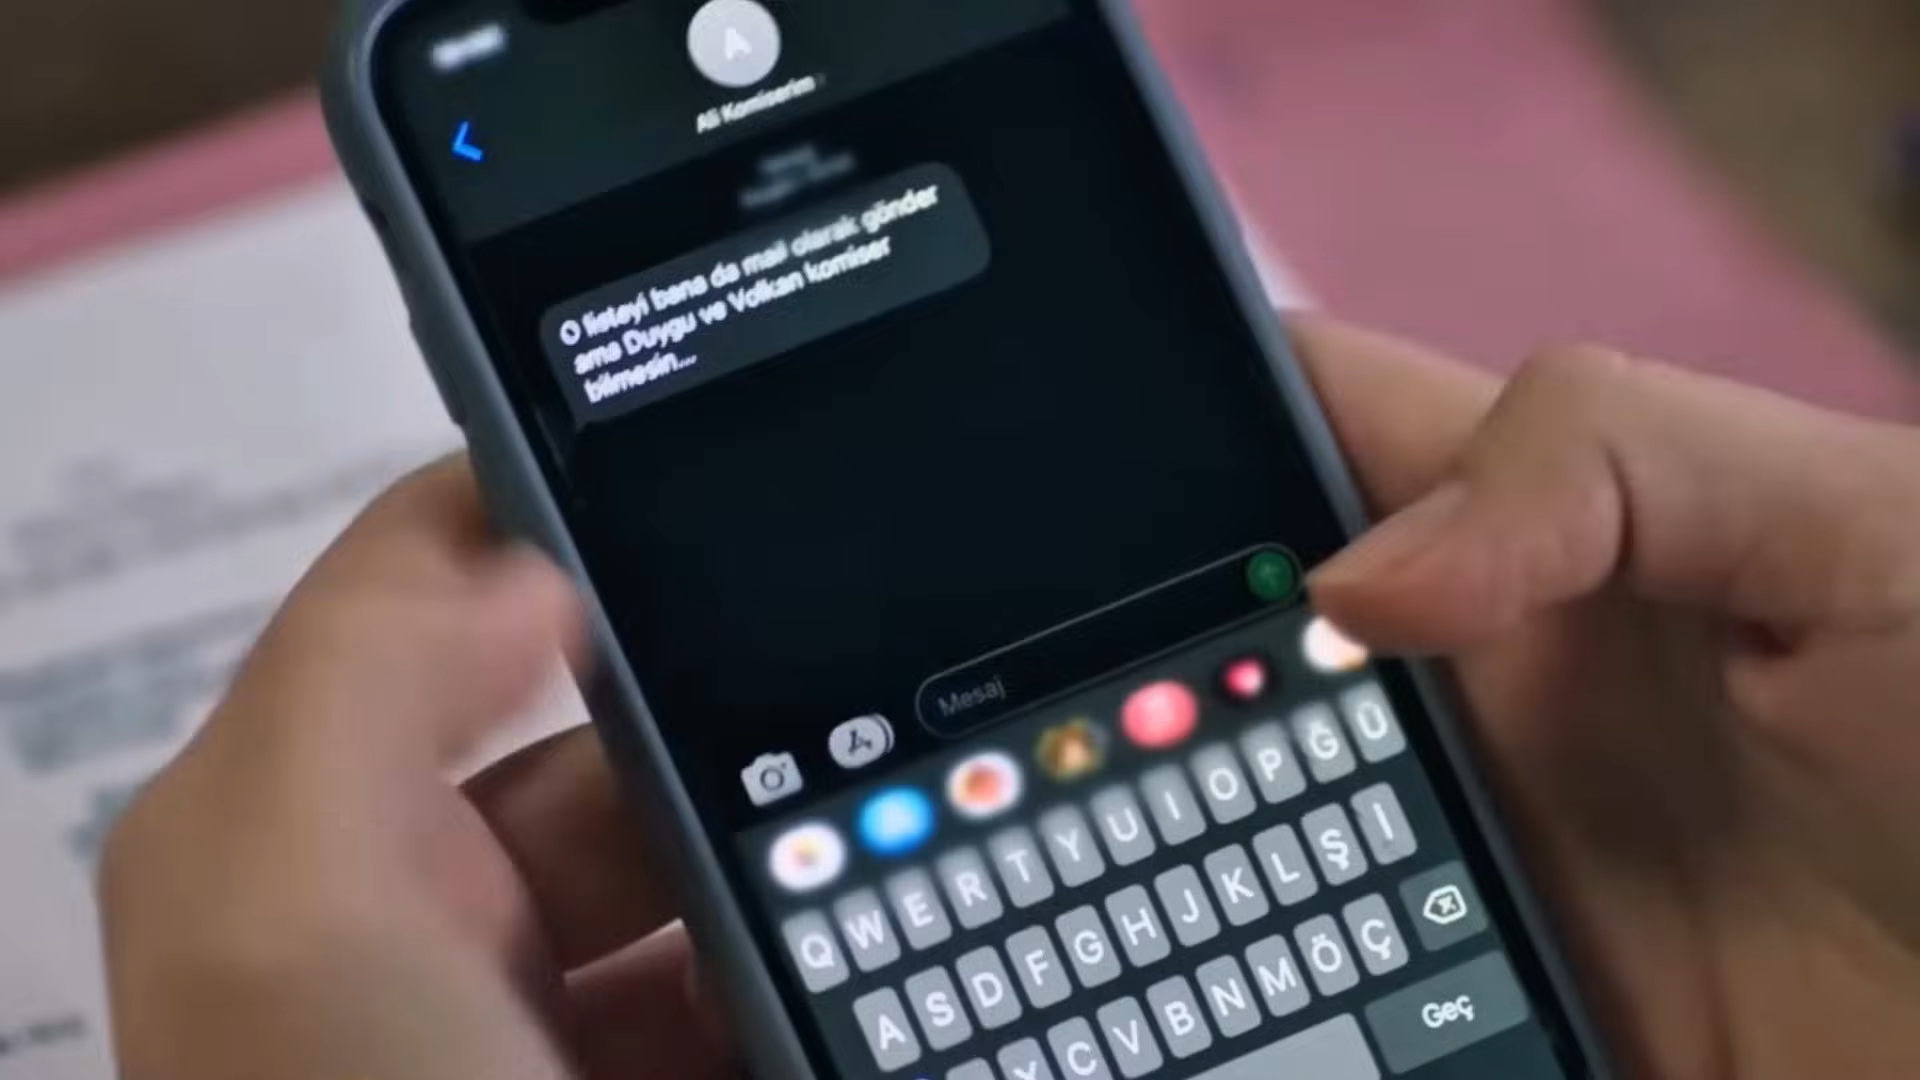 A
Ali Komiserim
O listeyi bana da mail olarak gönder
ama Duygu ve Volkan komiser
bilmesin...
Mesaj
Q W E R T Y U I O P Ğ Ü
A S D F G H J K L Ş İ
Y C V B N M Ö Ç
Geç